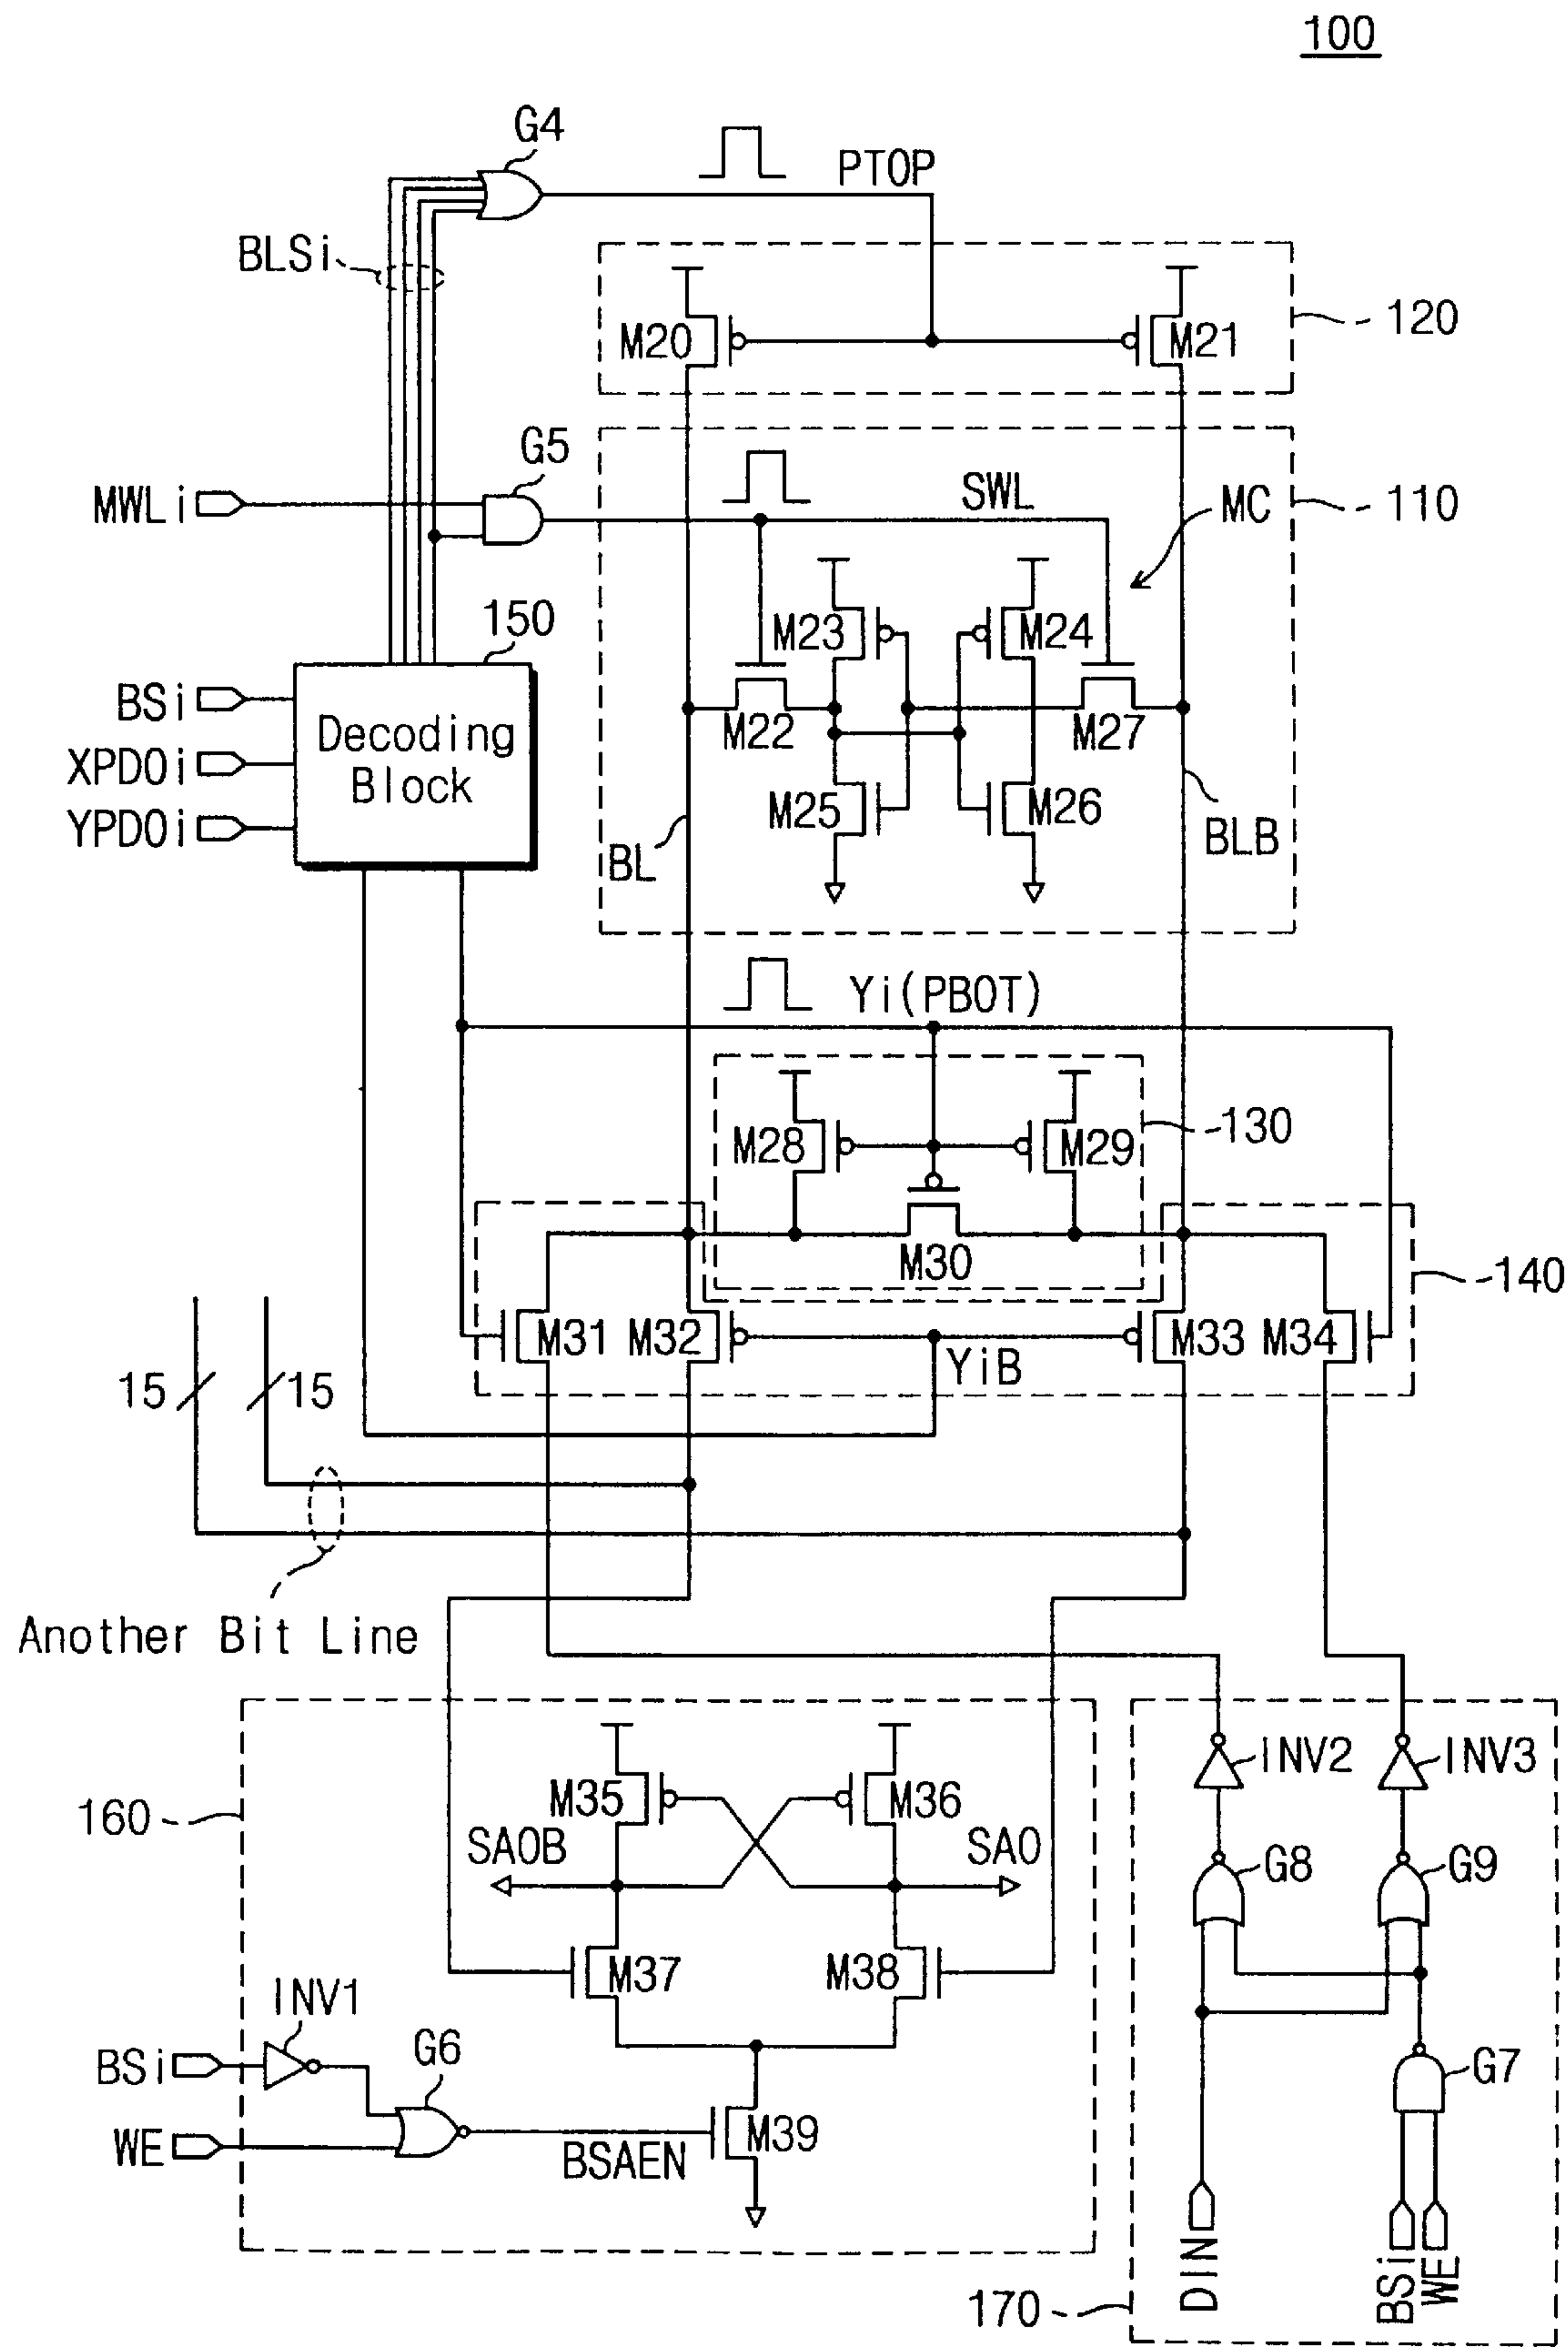 100
G4
PTOP
BLSi
M20
M21
120
G5
MWLi
SWL
MC
110
M23
M24
150
BSi
M22
M27
Decoding
Block
XPD0i
YPD0i
M25
M26
BL
BLB
Yi(PBOT)
M28
M29
130
M30
140
M31
M32
M33
M34
YiB
15
15
Another Bit Line
INV2
INV3
160
M35
M36
SAOB
SAO
G8
G9
M37
M38
INV1
G6
BSi
G7
WE
M39
BSAEN
DIN
BSi
WE
170